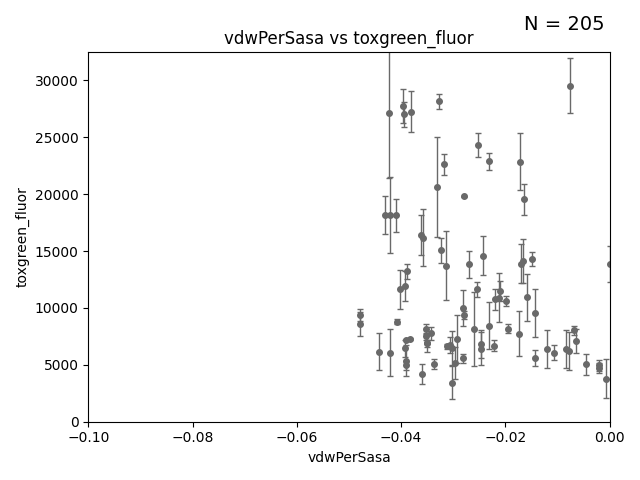 N = 205
vdwPerSasa vs toxgreen_fluor
toxgreen_fluor
30000
25000
20000
15000
10000
5000
0
−0.10 −0.08 −0.06 −0.04 −0.02 0.00
vdwPerSasa